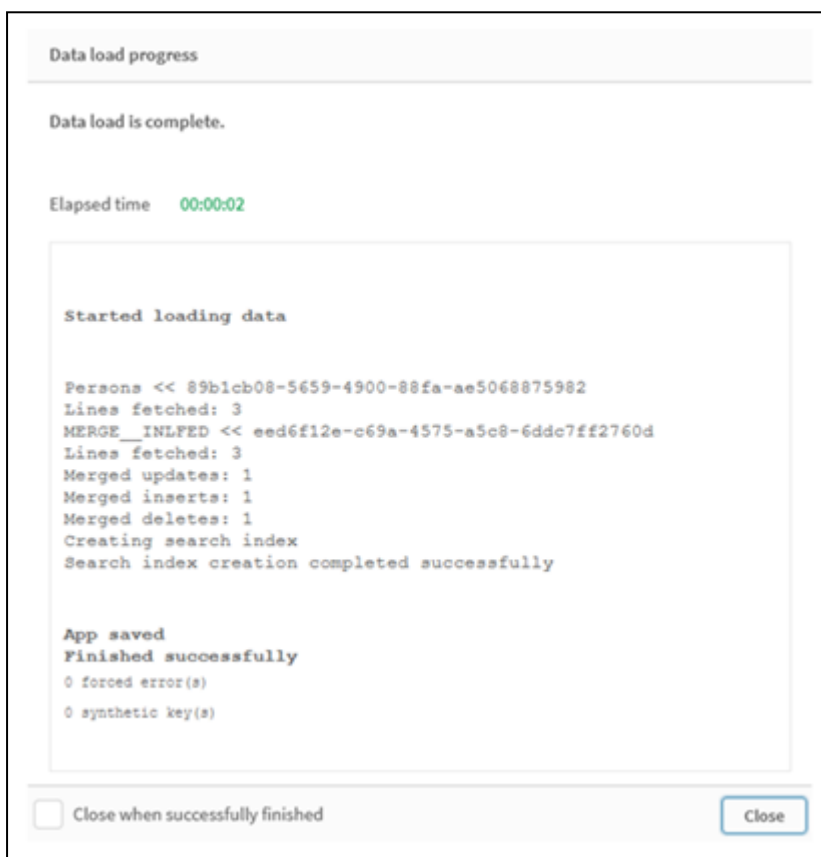 Data load progress
Data load is complete.
Elapsed time 00:00:02
Started loading data
Persons << 89b1cb08-5659-4900-88fa-ae5068875982
Lines fetched: 3
MERGE__INLFED << eed6f12e-c69a-4575-a5c8-6ddc7ff2760d
Lines fetched: 3
Merged updates: 1
Merged inserts: 1
Merged deletes: 1
Creating search index
Search index creation completed successfully
App saved
Finished successfully
0 forced error(s)
0 synthetic key(s)
Close when successfully finished
Close